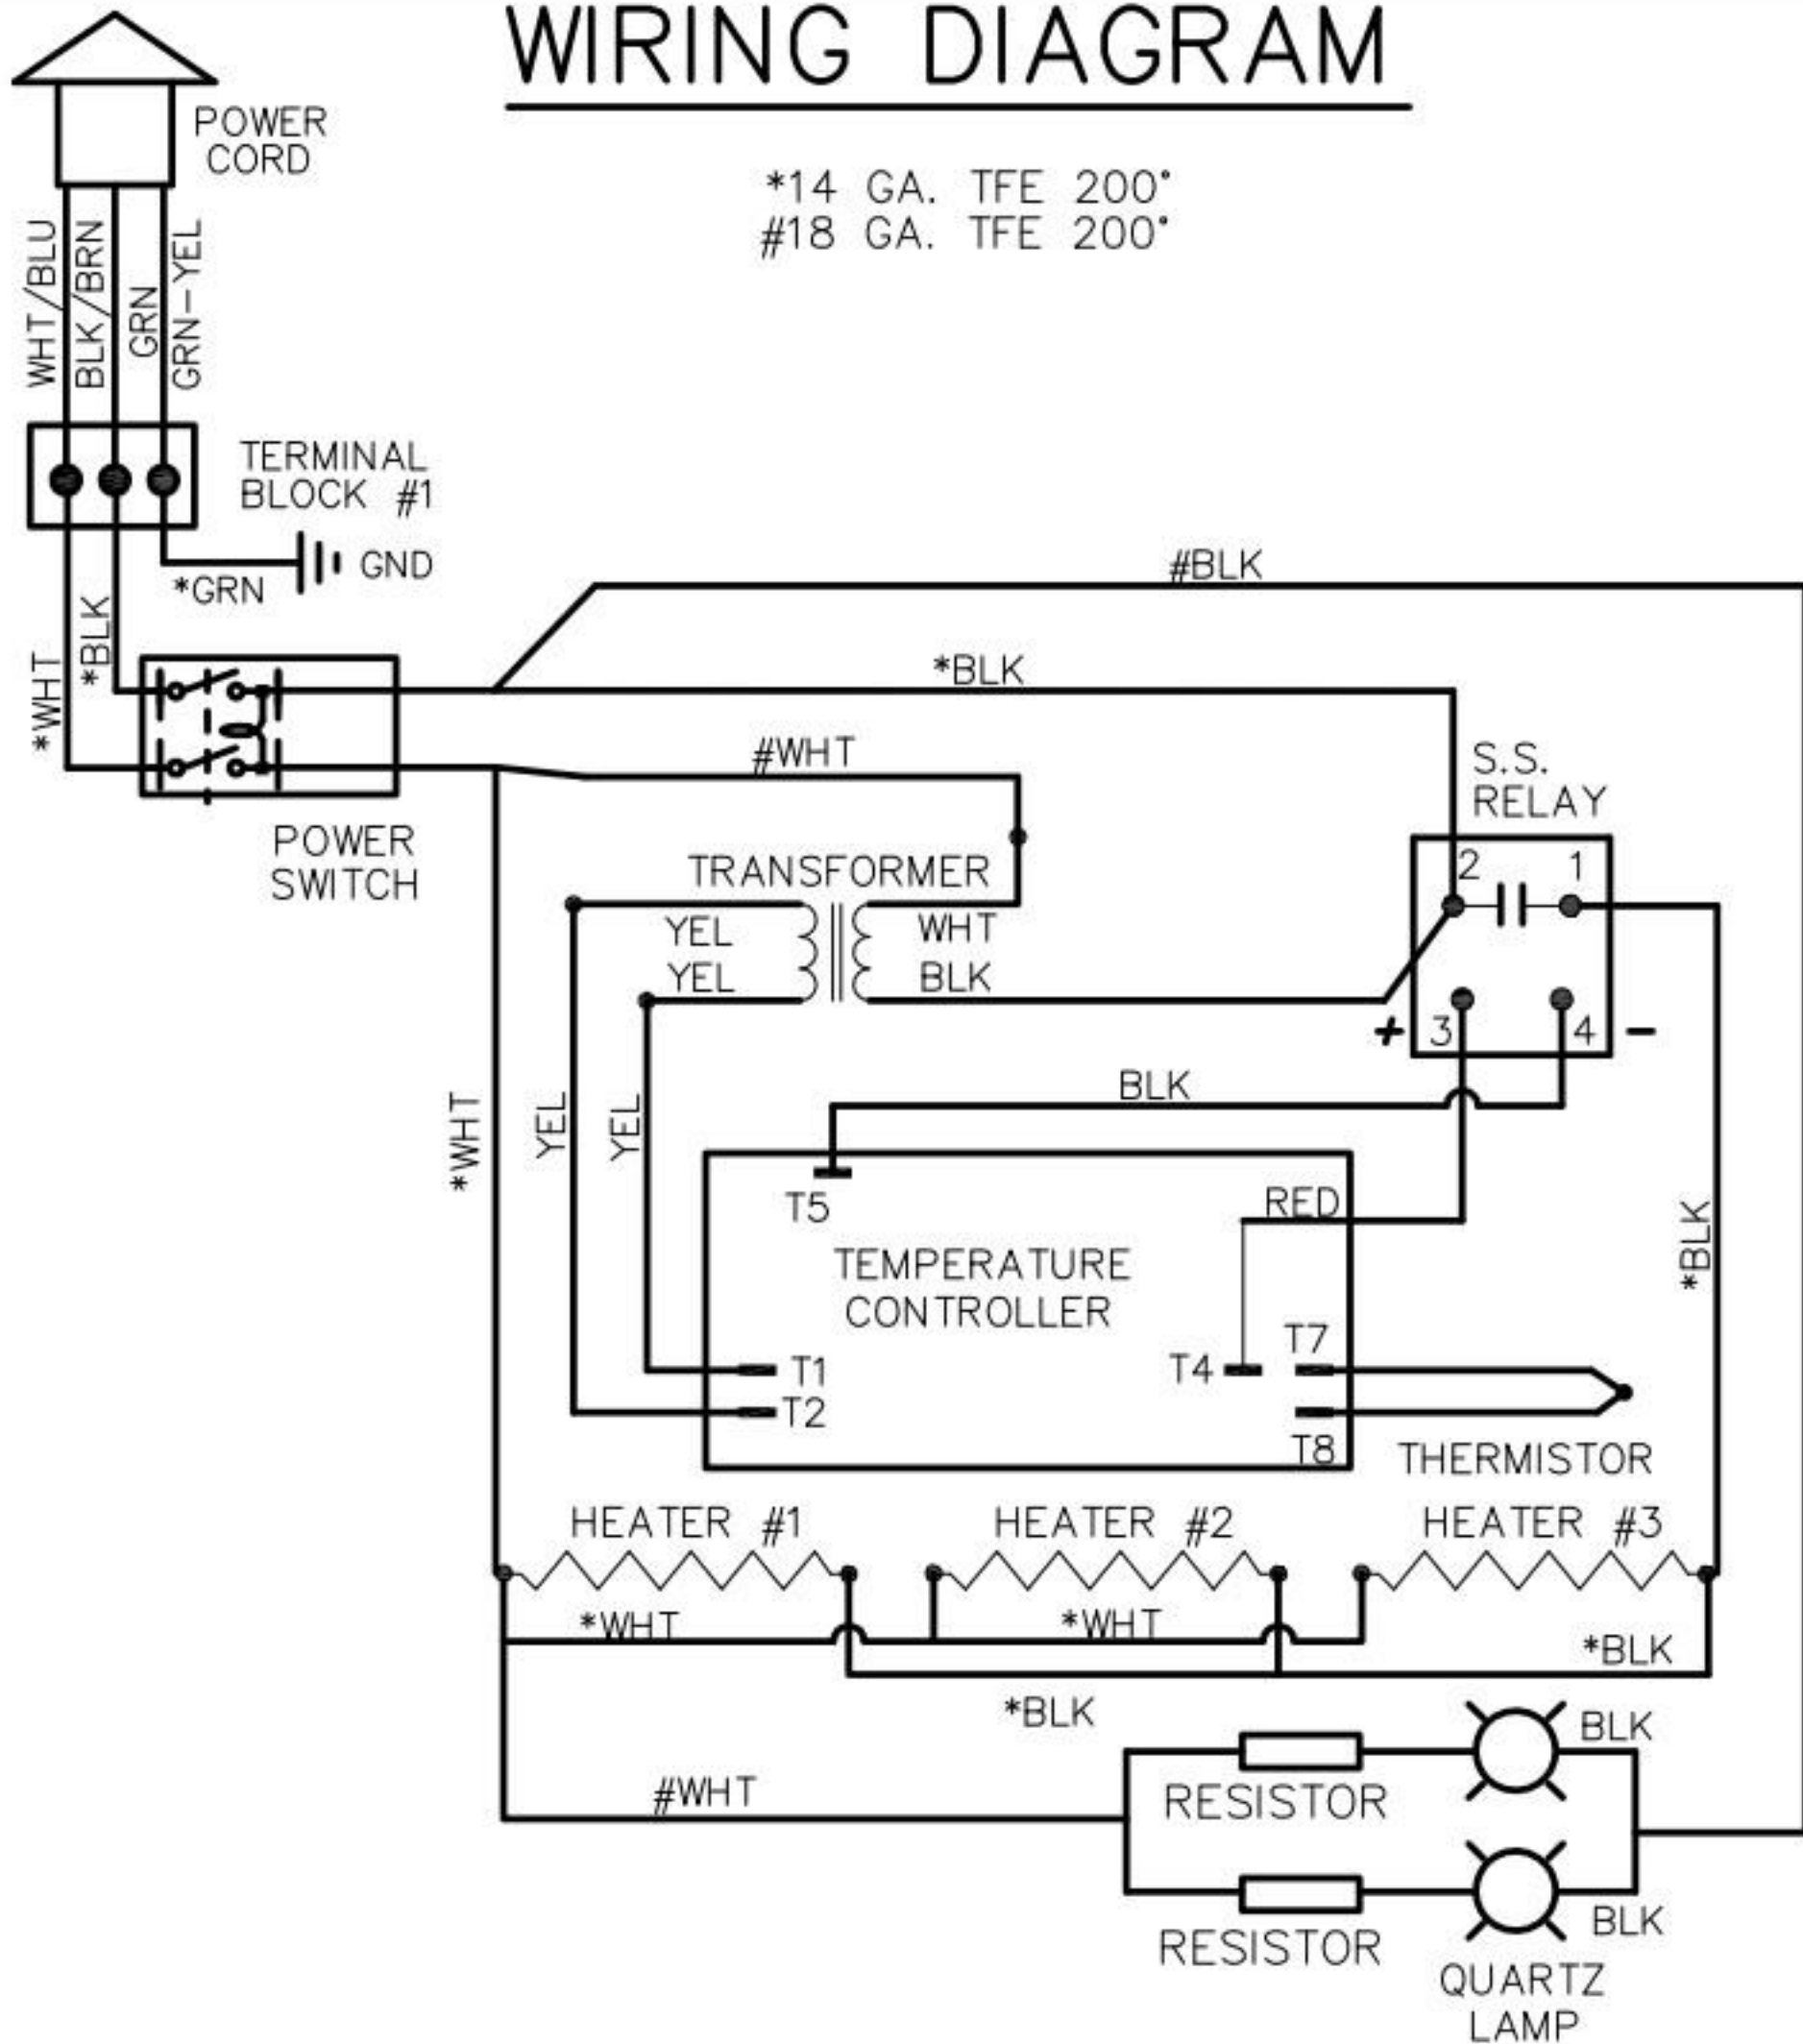 WIRING DIAGRAM
*14 GA. TFE 200°
#18 GA. TFE 200°
POWER
CORD
WHT/BLU
BLK/BRN
GRN
GRN-YEL
TERMINAL
BLOCK #1
GND
*GRN
*BLK
*WHT
#BLK
*BLK
#WHT
POWER
SWITCH
S.S.
RELAY
2 1
TRANSFORMER
YEL WHT
YEL BLK
+ 3 4 -
BLK
*WHT
YEL
YEL
T5
RED
*BLK
TEMPERATURE
CONTROLLER
T7
T1 T4
T2
T8 THERMISTOR
HEATER #1 HEATER #2 HEATER #3
*WHT *WHT
*BLK
*BLK
BLK
#WHT RESISTOR
BLK
RESISTOR
QUARTZ
LAMP